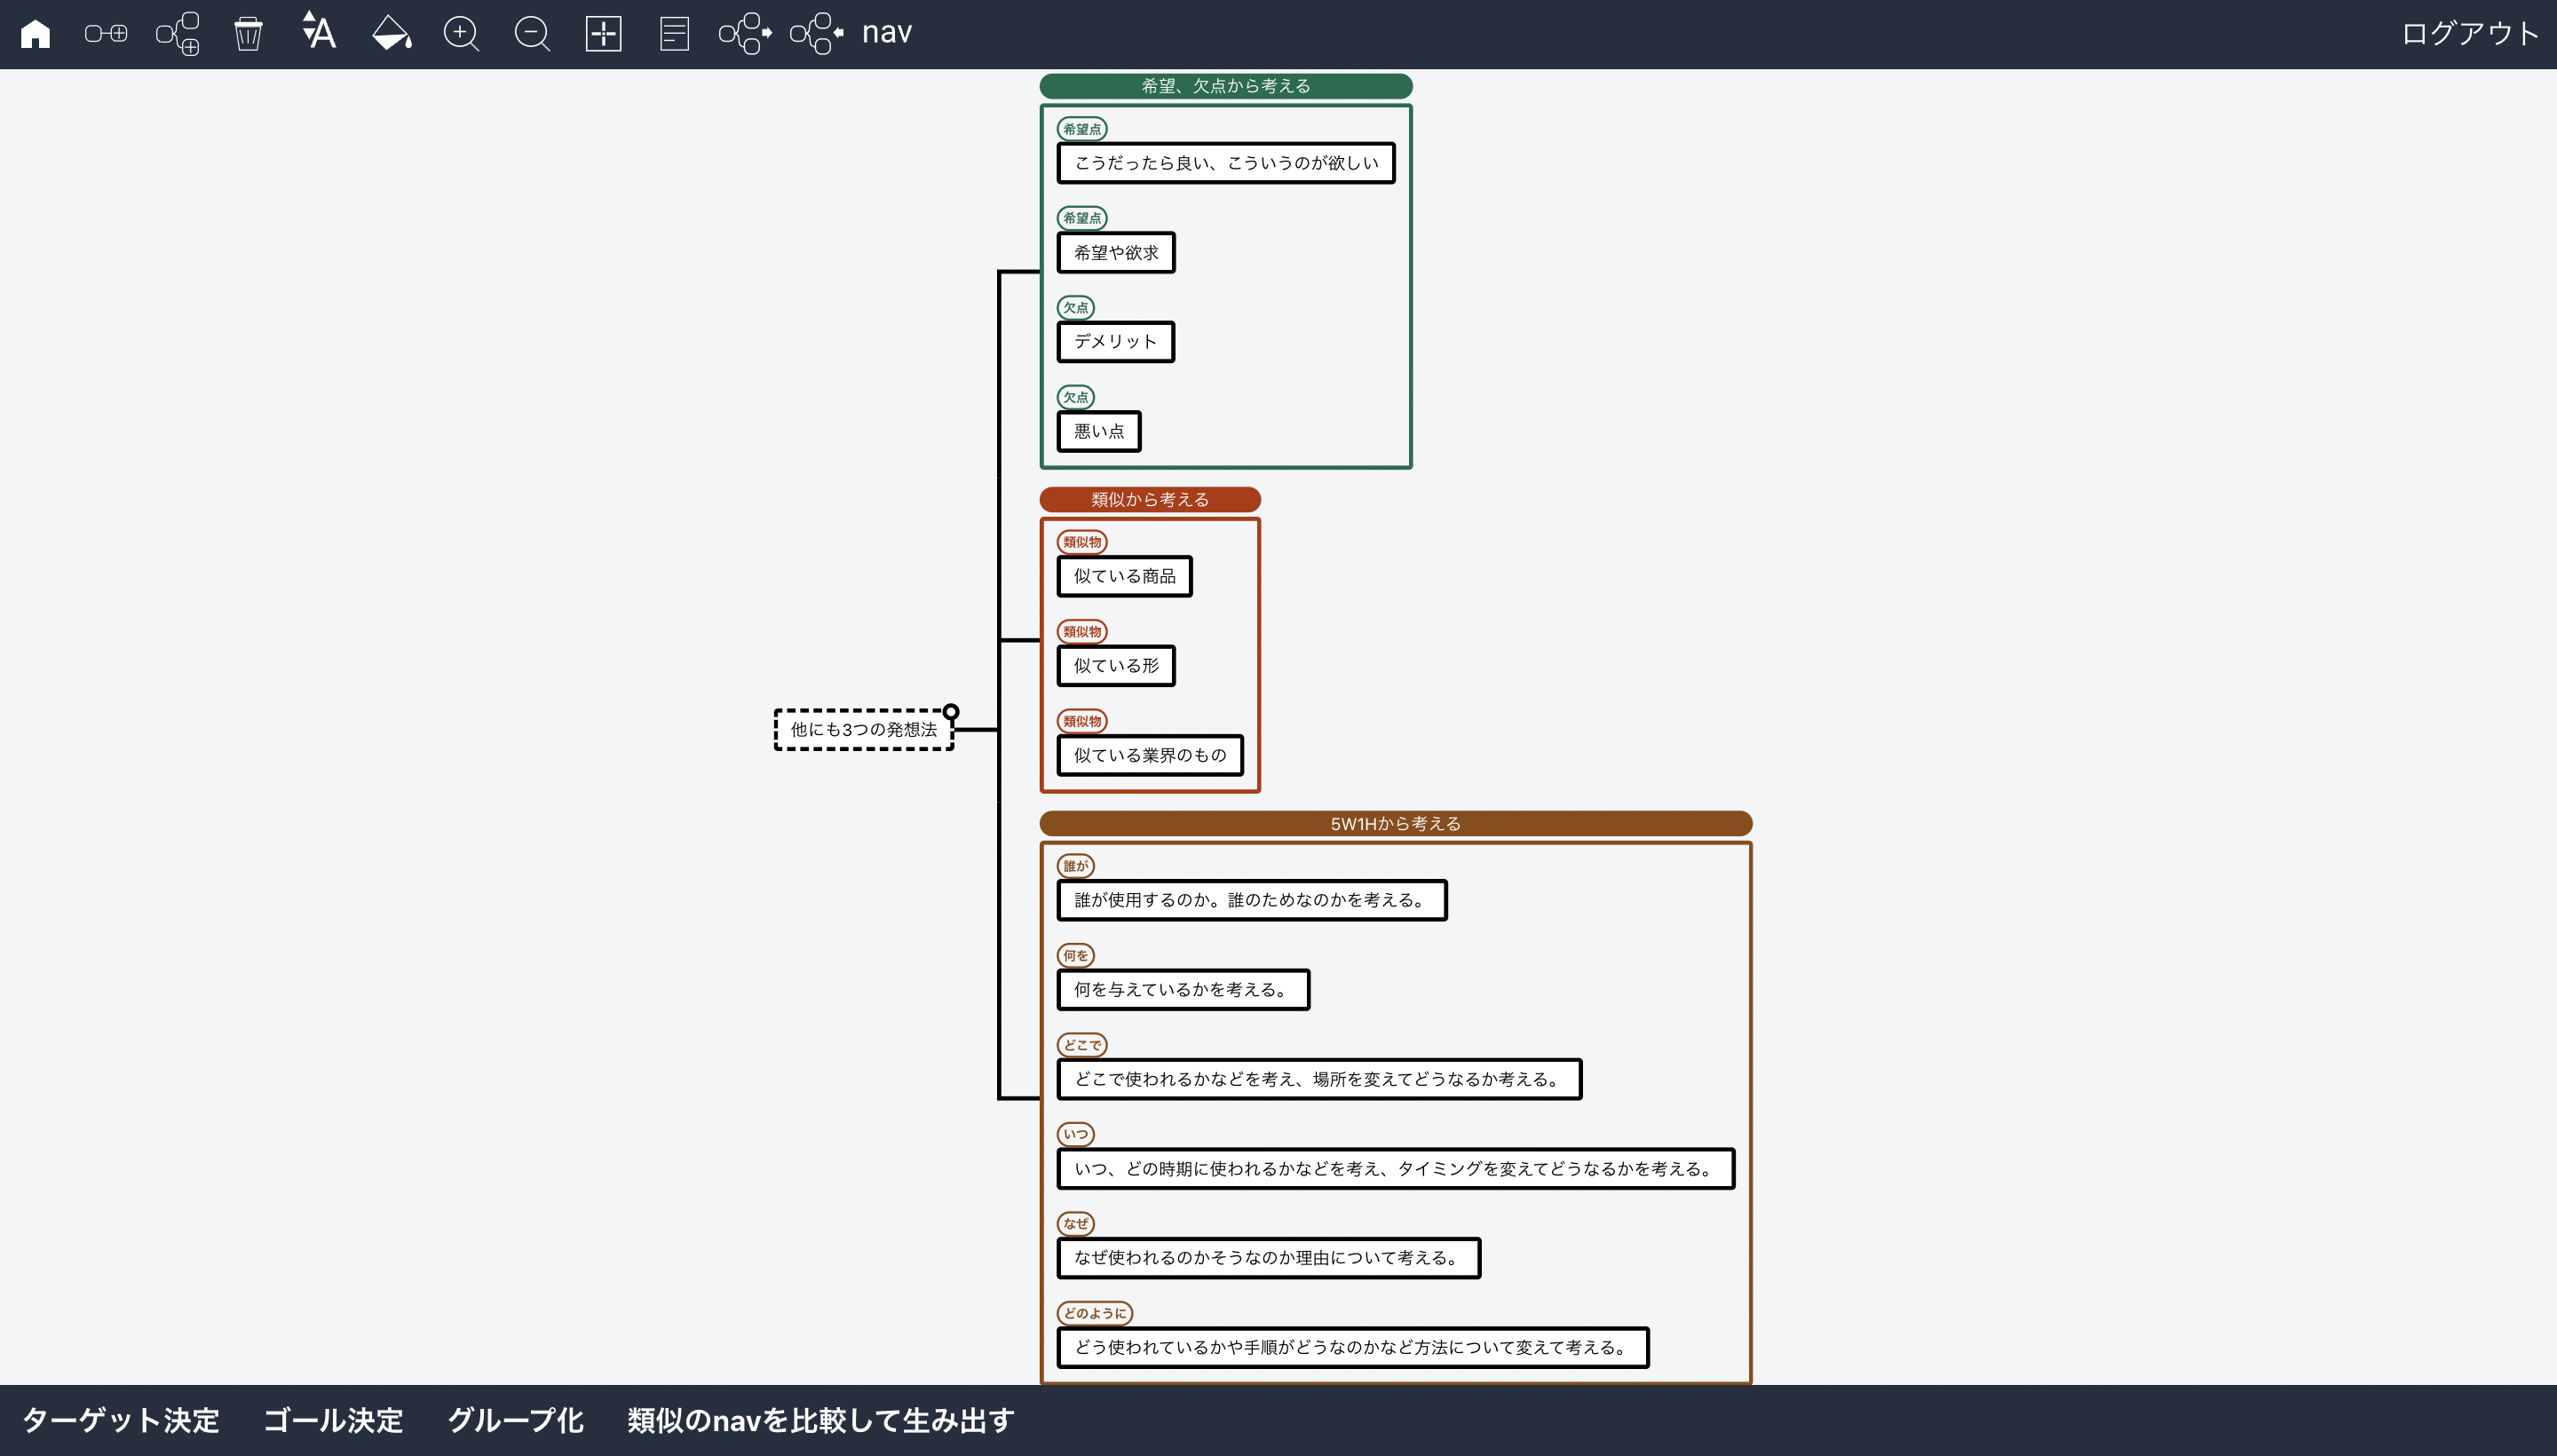 A
nav
ログアウト
希望、欠点から考える
希望点
こうだったら良い、こういうのが欲しい
希望点
希望や欲求
欠点
デメリット
欠点
悪い点
類似から考える
類似物
似ている商品
類似物
似ている形
類似物
似ている業界のもの
他にも3つの発想法
5W1Hから考える
誰が
誰が使用するのか。誰のためなのかを考える。
何を
何を与えているかを考える。
どこで
どこで使われるかなどを考え、場所を変えてどうなるか考える。
いつ
いつ、どの時期に使われるかなどを考え、タイミングを変えてどうなるかを考える。
なぜ
なぜ使われるのかそうなのか理由について考える。
どのように
どう使われているかや手順がどうなのかなど方法について変えて考える。
ターゲット決定
ゴール決定
グループ化
類似のnavを比較して生み出す